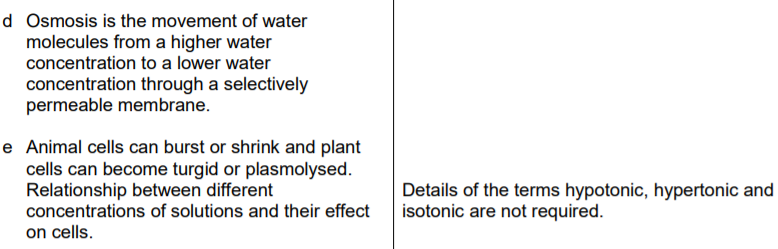 d Osmosis is the movement of water
molecules from a higher water
concentration to a lower water
concentration through a selectively
permeable membrane.
e Animal cells can burst or shrink and plant
cells can become turgid or plasmolysed.
Relationship between different
concentrations of solutions and their effect
on cells.
Details of the terms hypotonic, hypertonic and
isotonic are not required.